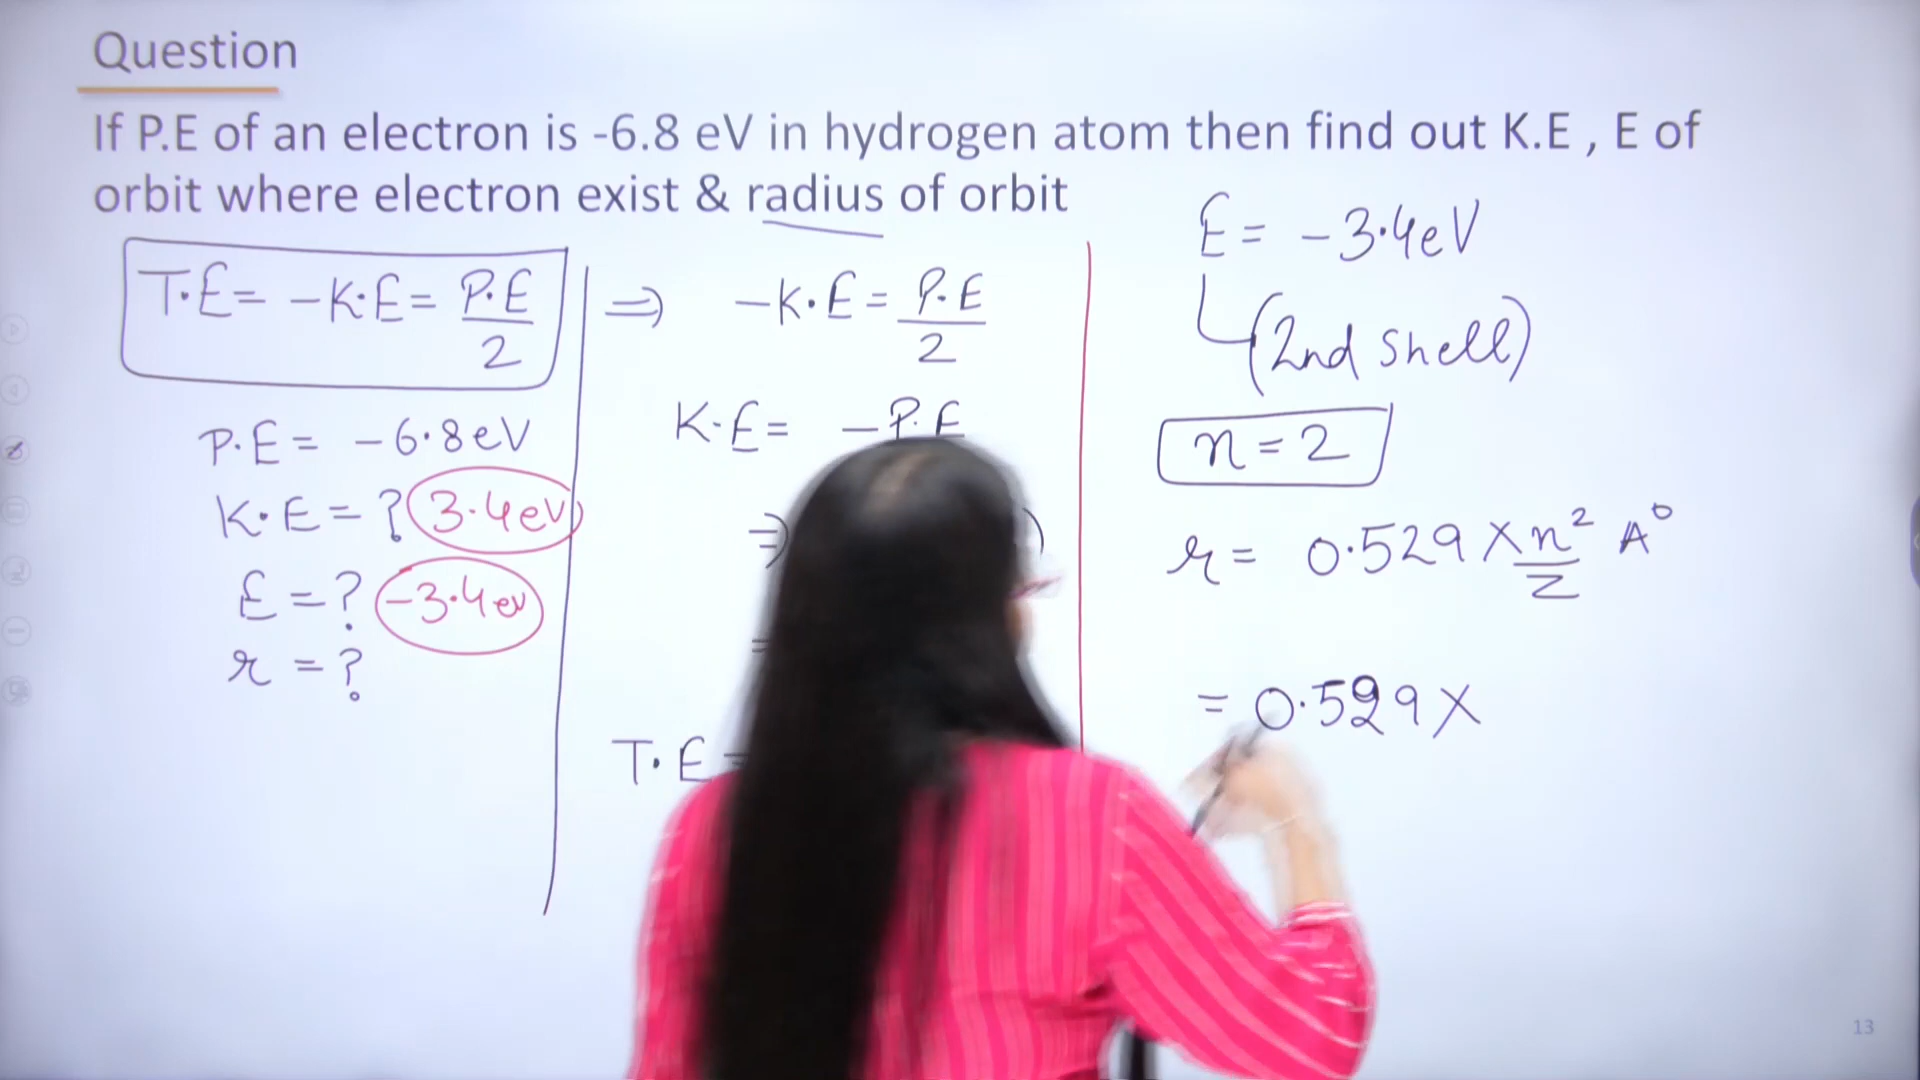 Question
If P.E of an electron is -6.8 eV in hydrogen atom then find out K.E , E of
orbit where electron exist & radius of orbit
T.E = -K.E = P.E/2
P.E = -6.8eV
K.E = ? 3.4eV
E = ? -3.4eV
r = ?
⇒ -K.E = P.E/2
K.E = -P.E
⇒ )
=
T.E =
E = -3.4eV
(2nd shell)
n = 2
r = 0.529 × n²/Z A⁰
= 0.529 ×
13